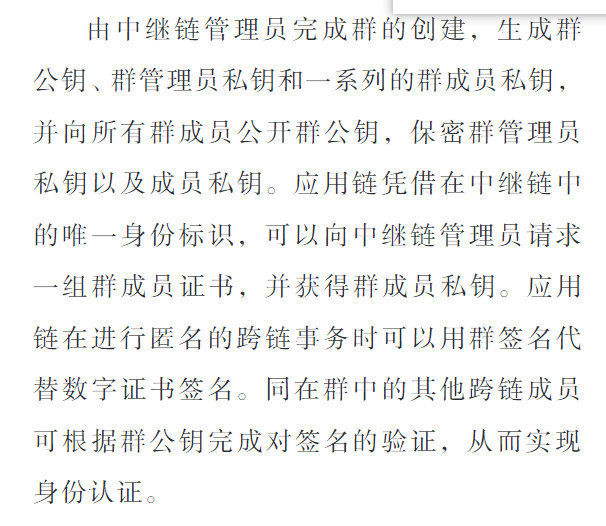 由中继链管理员完成群的创建，生成群
公钥、群管理员私钥和一系列的群成员私钥，
并向所有群成员公开群公钥，保密群管理员
私钥以及成员私钥。应用链凭借在中继链中
的唯一身份标识，可以向中继链管理员请求
一组群成员证书，并获得群成员私钥。应用
链在进行匿名的跨链事务时可以用群签名代
替数字证书签名。同在群中的其他跨链成员
可根据群公钥完成对签名的验证，从而实现
身份认证。